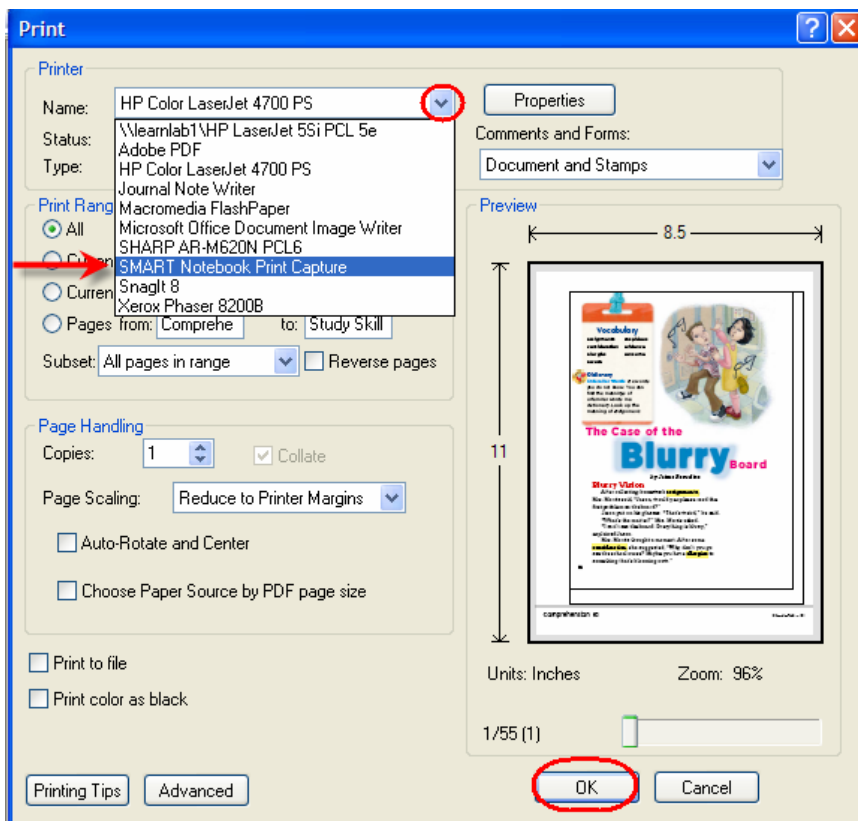 Print
Printer
Name:
HP Color LaserJet 4700 PS
Properties
Status:
\\learnlab1\HP LaserJet 5Si PCL 5e
Adobe PDF
HP Color LaserJet 4700 PS
Journal Note Writer
Macromedia FlashPaper
Microsoft Office Document Image Writer
SHARP AR-M620N PCL6
SMART Notebook Print Capture
SnagIt 8
Xerox Phaser 8200B
Comments and Forms:
Type:
Document and Stamps
Print Rang
All
Curren
Curren
Pages from: Comprehe to: Study Skill
Subset: All pages in range Reverse pages
Page Handling
Copies: 1 Collate
Page Scaling: Reduce to Printer Margins
Auto-Rotate and Center
Choose Paper Source by PDF page size
Print to file
Print color as black
Printing Tips
Advanced
Preview
8.5
11
Vocabulary
Dictionary
The Case of the
Blurry Board
Blurry Vision
Units: Inches Zoom: 96%
1/55 (1)
OK
Cancel